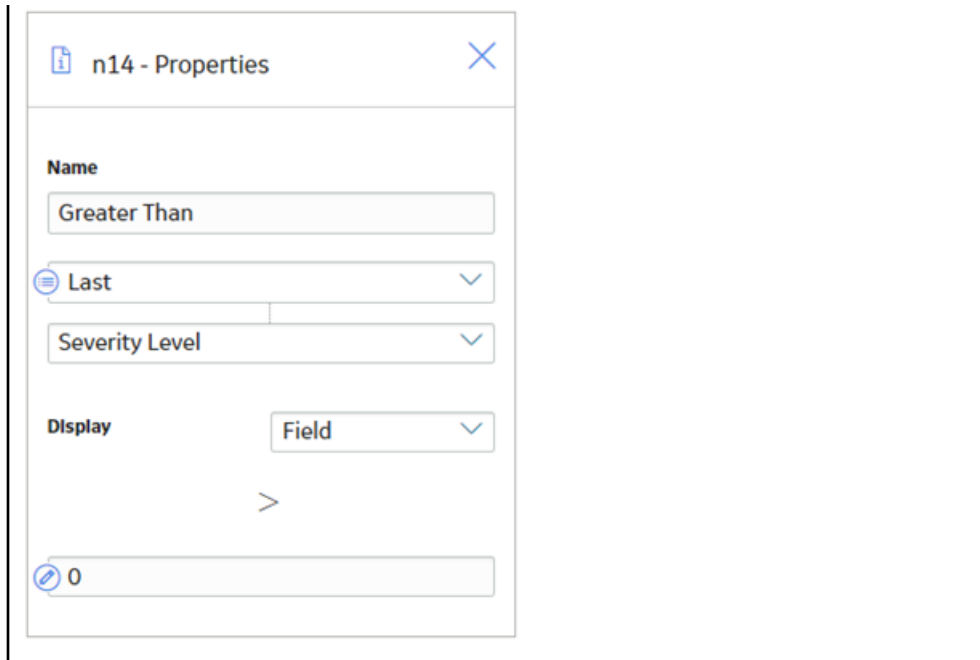 n14 - Properties
Name
Greater Than
Last
Severity Level
Display Field
>
0